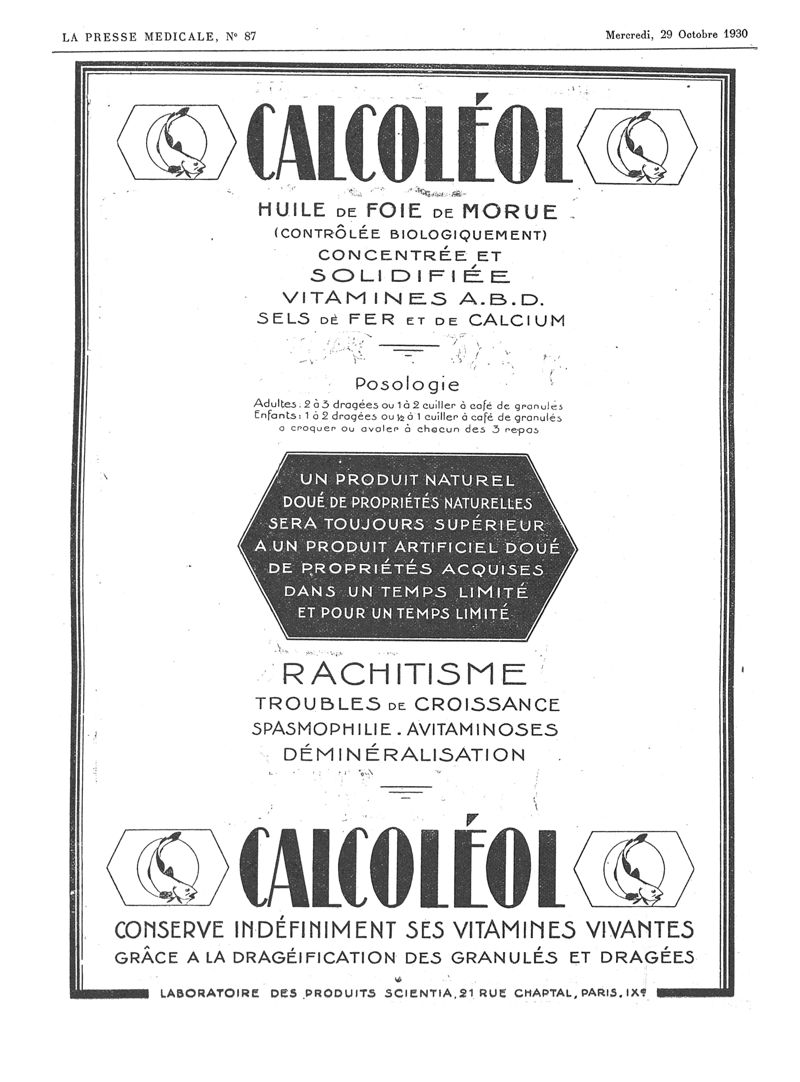 LA PRESSE MEDICALE, N° 87
Mercredi, 29 Octobre 1930
CALCOLÉOL
HUILE DE FOIE DE MORUE
(CONTRÔLÉE BIOLOGIQUEMENT)
CONCENTRÉE ET
SOLIDIFIÉE
VITAMINES A.B.D.
SELS DE FER ET DE CALCIUM
Posologie
Adultes: 2 à 3 dragées ou 1 à 2 cuiller à café de granulés
Enfants: 1 à 2 dragées ou ½ à 1 cuiller à café de granulés
a croquer ou avaler à chacun des 3 repas
UN PRODUIT NATUREL
DOUÉ DE PROPRIÉTÉS NATURELLES
SERA TOUJOURS SUPÉRIEUR
A UN PRODUIT ARTIFICIEL DOUÉ
DE PROPRIÉTÉS ACQUISES
DANS UN TEMPS LIMITÉ
ET POUR UN TEMPS LIMITÉ
RACHITISME
TROUBLES DE CROISSANCE
SPASMOPHILIE. AVITAMINOSES
DÉMINÉRALISATION
CALCOLÉOL
CONSERVE INDÉFINIMENT SES VITAMINES VIVANTES
GRÂCE A LA DRAGÉIFICATION DES GRANULÉS ET DRAGÉES
LABORATOIRE DES PRODUITS SCIENTIA, 21 RUE CHAPTAL, PARIS, IXe